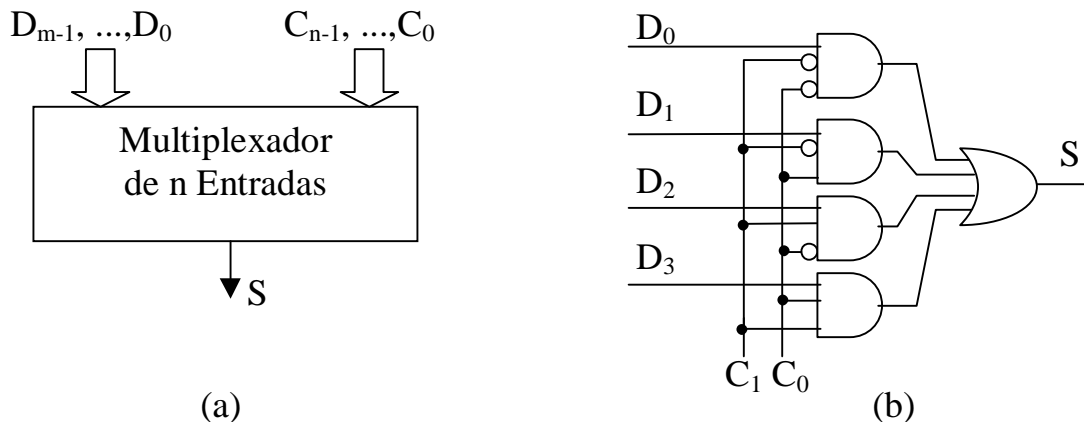 D_{m-1}, ...,D_0 C_{n-1}, ...,C_0
Multiplexador
de n Entradas
S
(a)
D_0
D_1
D_2
D_3
S
C_1 C_0
(b)